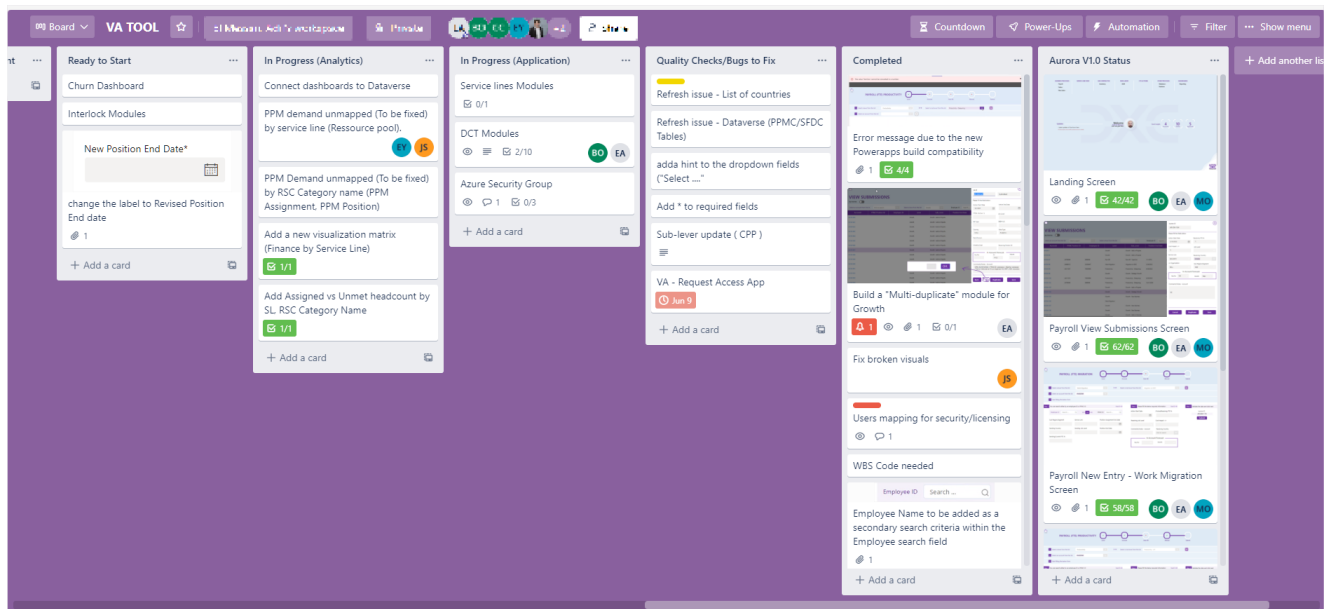 Board
VA TOOL
Countdown
Power-Ups
Automation
Filter
Show menu
Ready to Start
Churn Dashboard
Interlock Modules
New Position End Date*
change the label to Revised Position
End date
1
+ Add a card
In Progress (Analytics)
Connect dashboards to Dataverse
PPM demand unmapped (To be fixed)
by service line (Ressource pool).
EY JS
PPM Demand unmapped (To be fixed)
by RSC Category name (PPM
Assignment, PPM Position)
Add a new visualization matrix
(Finance by Service Line)
1/1
Add Assigned vs Unmet headcount by
SL. RSC Category Name
1/1
+ Add a card
In Progress (Application)
Service lines Modules
0/1
DCT Modules
2/10 BO EA
Azure Security Group
1 0/3
+ Add a card
Quality Checks/Bugs to Fix
Refresh issue - List of countries
Refresh issue - Dataverse (PPMC/SFDC
Tables)
adda hint to the dropdown fields
("Select ...."
Add * to required fields
Sub-lever update ( CPP )
VA - Request Access App
Jun 9
+ Add a card
Completed
Error message due to the new
Powerapps build compatibility
1 4/4
VIEW SUBMISSIONS
Build a "Multi-duplicate" module for
Growth
1 1 0/1 EA
Fix broken visuals
JS
Users mapping for security/licensing
1
WBS Code needed
Employee ID Search ...
Employee Name to be added as a
secondary search criteria within the
Employee search field
1
+ Add a card
Aurora V1.0 Status
DXC
Landing Screen
1 42/42 BO EA MO
VIEW SUBMISSIONS
Payroll View Submissions Screen
1 62/62 BO EA MO
Payroll New Entry - Work Migration
Screen
1 58/58 BO EA MO
+ Add a card
+ Add another lis